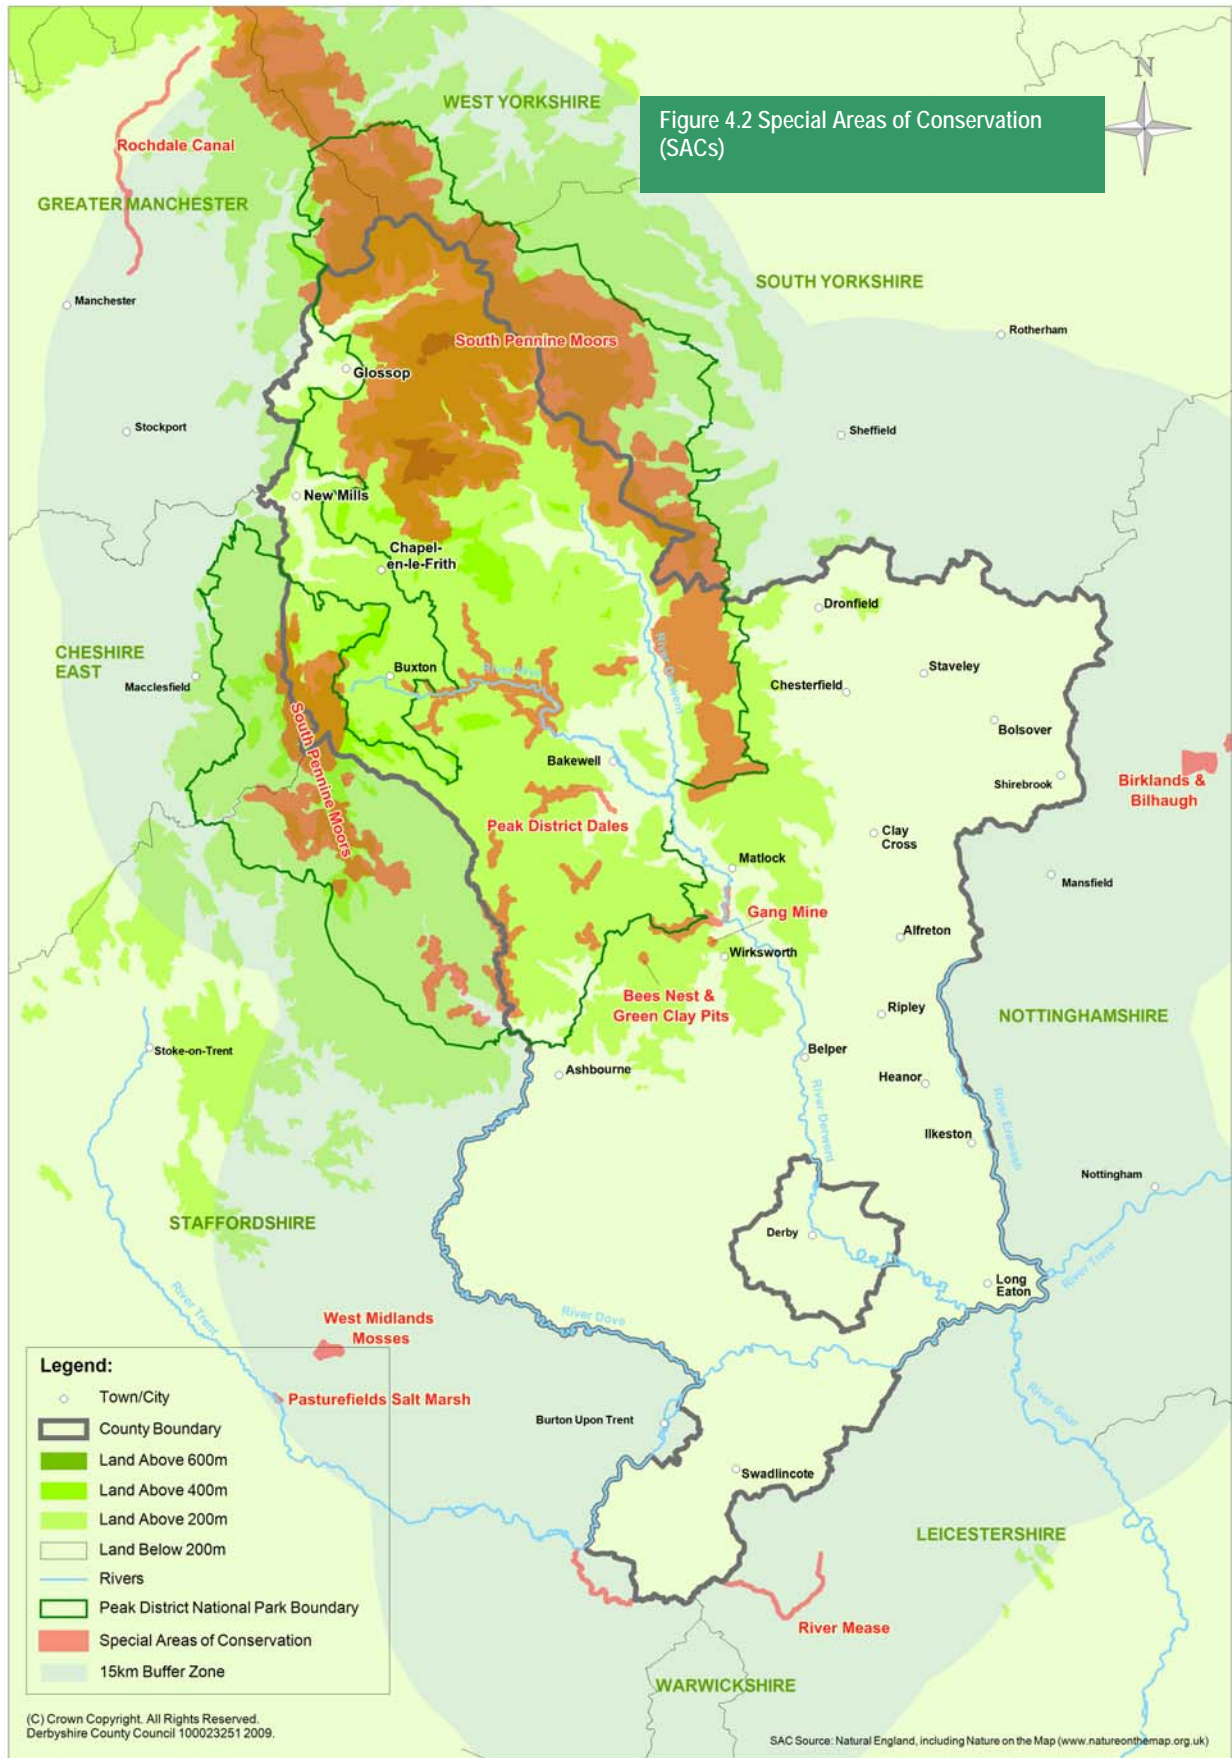 Figure 4.2 Special Areas of Conservation
(SACs)
N
WEST YORKSHIRE
Rochdale Canal
GREATER MANCHESTER
SOUTH YORKSHIRE
Manchester
Rotherham
South Pennine Moors
Glossop
Stockport
Sheffield
New Mills
Chapel-
en-le-Frith
Dronfield
CHESHIRE
EAST
Macclesfield
Buxton
River Wye
River Derwent
Staveley
Chesterfield
Bolsover
South Pennine Moors
Bakewell
Shirebrook
Birklands &
Bilhaugh
Peak District Dales
Clay
Cross
Matlock
Mansfield
Gang Mine
Alfreton
Wirksworth
Bees Nest &
Green Clay Pits
Ripley
NOTTINGHAMSHIRE
Stoke-on-Trent
Belper
Ashbourne
Heanor
River Derwent
River Erewash
Ilkeston
Nottingham
STAFFORDSHIRE
Derby
River Trent
Long
Eaton
River Trent
West Midlands
Mosses
River Dove
Pasturefields Salt Marsh
River Soar
Burton Upon Trent
Swadlincote
LEICESTERSHIRE
River Mease
WARWICKSHIRE
Legend:
Town/City
County Boundary
Land Above 600m
Land Above 400m
Land Above 200m
Land Below 200m
Rivers
Peak District National Park Boundary
Special Areas of Conservation
15km Buffer Zone
(C) Crown Copyright. All Rights Reserved.
Derbyshire County Council 100023251 2009.
SAC Source: Natural England, including Nature on the Map (www.natureonthemap.org.uk)